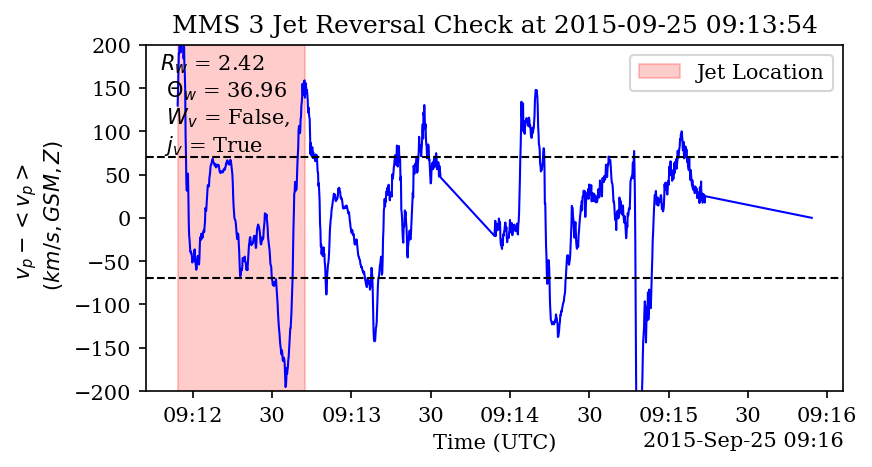 MMS 3 Jet Reversal Check at 2015-09-25 09:13:54
200
150
100
50
0
−50
−100
−150
−200
v_p − <v_p>
(km/s, GSM, Z)
R_w = 2.42
Θ_w = 36.96
W_v = False,
j_v = True
Jet Location
09:12 30 09:13 30 09:14 30 09:15 30 09:16
Time (UTC)
2015-Sep-25 09:16